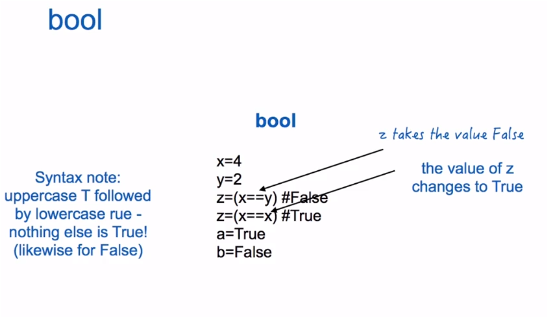 bool
bool
z takes the value False
x=4
y=2
z=(x==y) #False
z=(x==x) #True
a=True
b=False
the value of z
changes to True
Syntax note:
uppercase T followed
by lowercase rue -
nothing else is True!
(likewise for False)